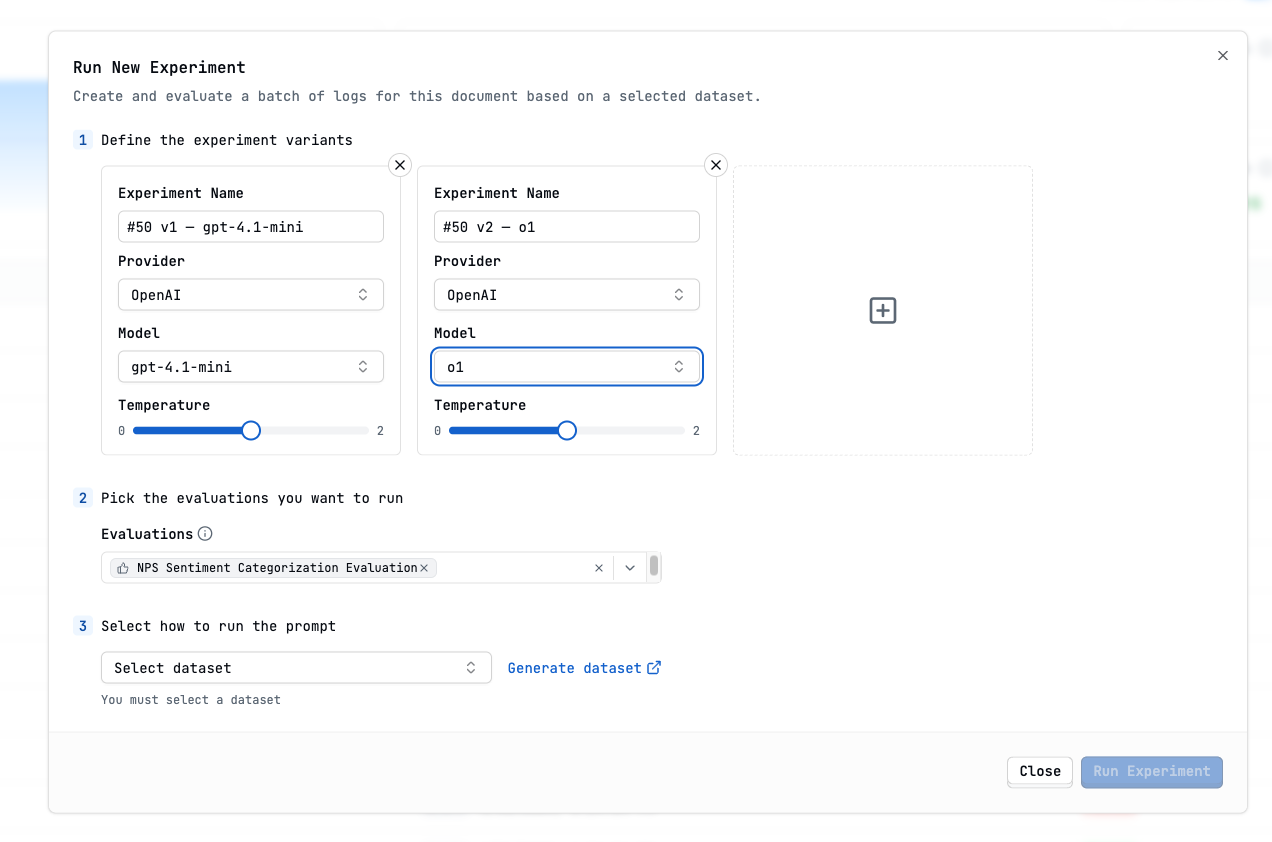 Run New Experiment
Create and evaluate a batch of logs for this document based on a selected dataset.
1 Define the experiment variants
Experiment Name
#50 v1 — gpt-4.1-mini
Provider
OpenAI
Model
gpt-4.1-mini
Temperature
0 2
Experiment Name
#50 v2 — o1
Provider
OpenAI
Model
o1
Temperature
0 2
2 Pick the evaluations you want to run
Evaluations
NPS Sentiment Categorization Evaluation
3 Select how to run the prompt
Select dataset
Generate dataset
You must select a dataset
Close
Run Experiment